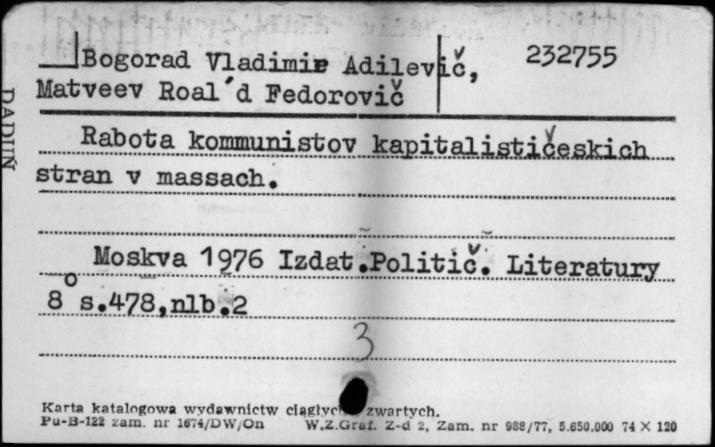 Bogorad Vladimir Adilevič, 232755
Matveev Roal´d Fedorovič
Rabota kommunistov kapitalističeskich
stran v massach.
Moskva 1976 Izdat.Politič. Literatury
8° s.478,nlb.2
3
Karta katalogowa wydawnictw ciągłych zwartych.
Pu-B-122 zam. nr 1674/DW/On W.Z.Graf. Z-d 2, Zam. nr 988/77, 5.650.000 74 × 120